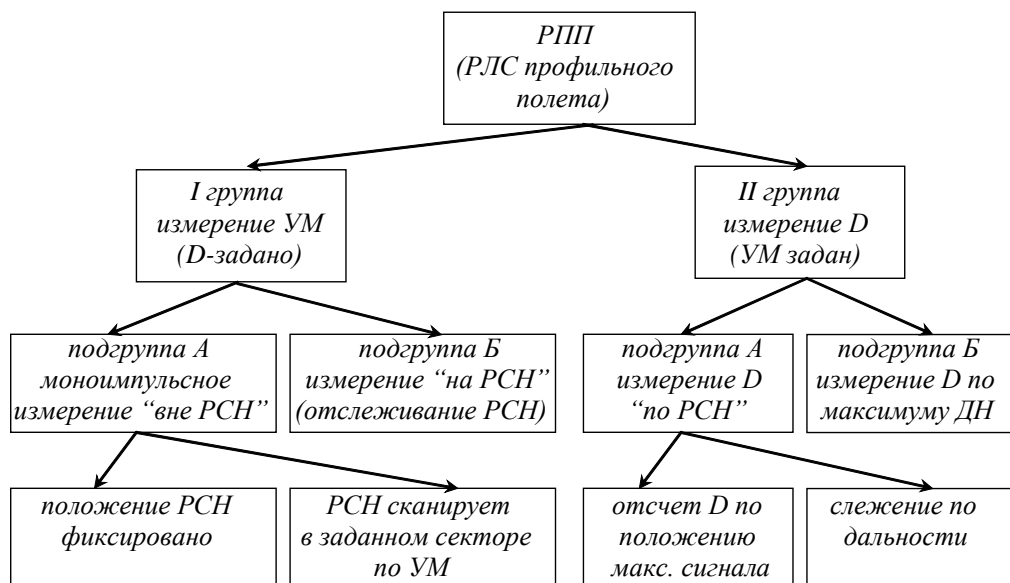 РПП
(РЛС профильного
полета)
I группа
измерение УМ
(D-задано)
II группа
измерение D
(УМ задан)
подгруппа А
моноимпульсное
измерение “вне РСН”
подгруппа Б
измерение “на РСН”
(отслеживание РСН)
подгруппа А
измерение D
“по РСН”
подгруппа Б
измерение D по
максимуму ДН
положение РСН
фиксировано
РСН сканирует
в заданном секторе
по УМ
отсчет D по
положению
макс. сигнала
слежение по
дальности